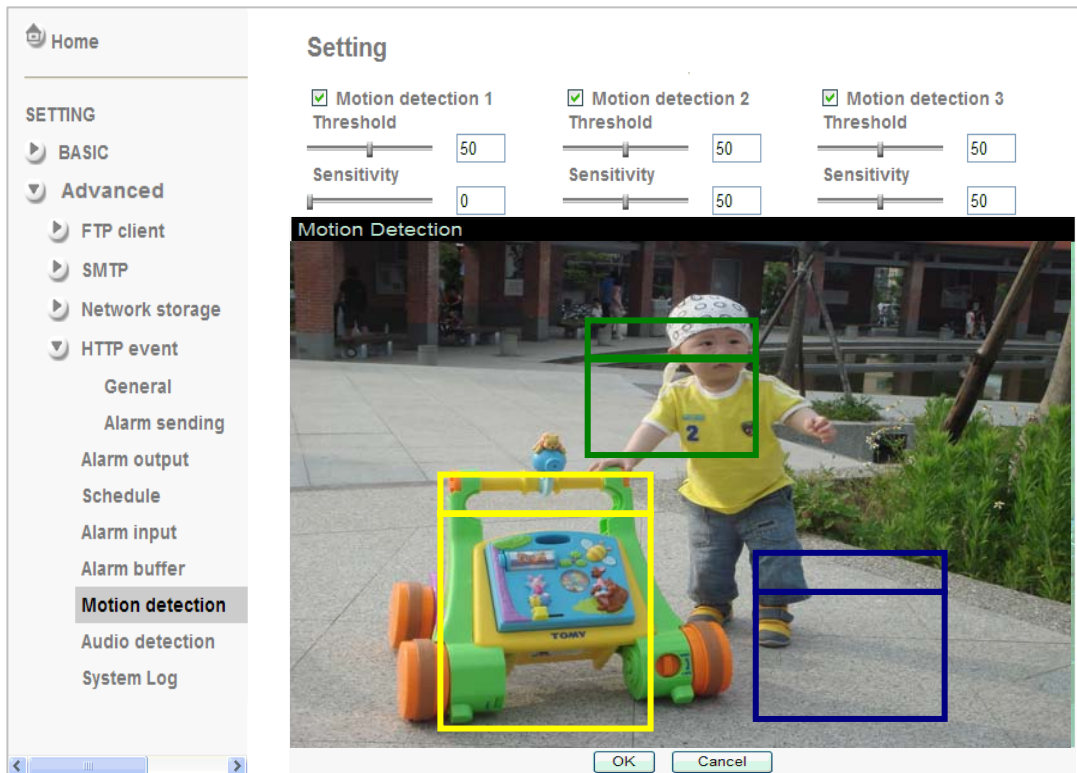 Home
SETTING
BASIC
Advanced
FTP client
SMTP
Network storage
HTTP event
General
Alarm sending
Alarm output
Schedule
Alarm input
Alarm buffer
Motion detection
Audio detection
System Log
Setting
Motion detection 1
Threshold
50
Sensitivity
0
Motion detection 2
Threshold
50
Sensitivity
50
Motion detection 3
Threshold
50
Sensitivity
50
Motion Detection
2
TOMY
OK
Cancel